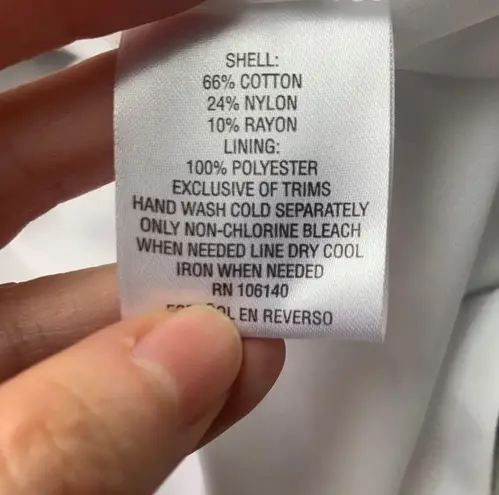 SHELL:
66% COTTON
24% NYLON
10% RAYON
LINING:
100% POLYESTER
EXCLUSIVE OF TRIMS
HAND WASH COLD SEPARATELY
ONLY NON-CHLORINE BLEACH
WHEN NEEDED LINE DRY COOL
IRON WHEN NEEDED
RN 106140
EN REVERSO